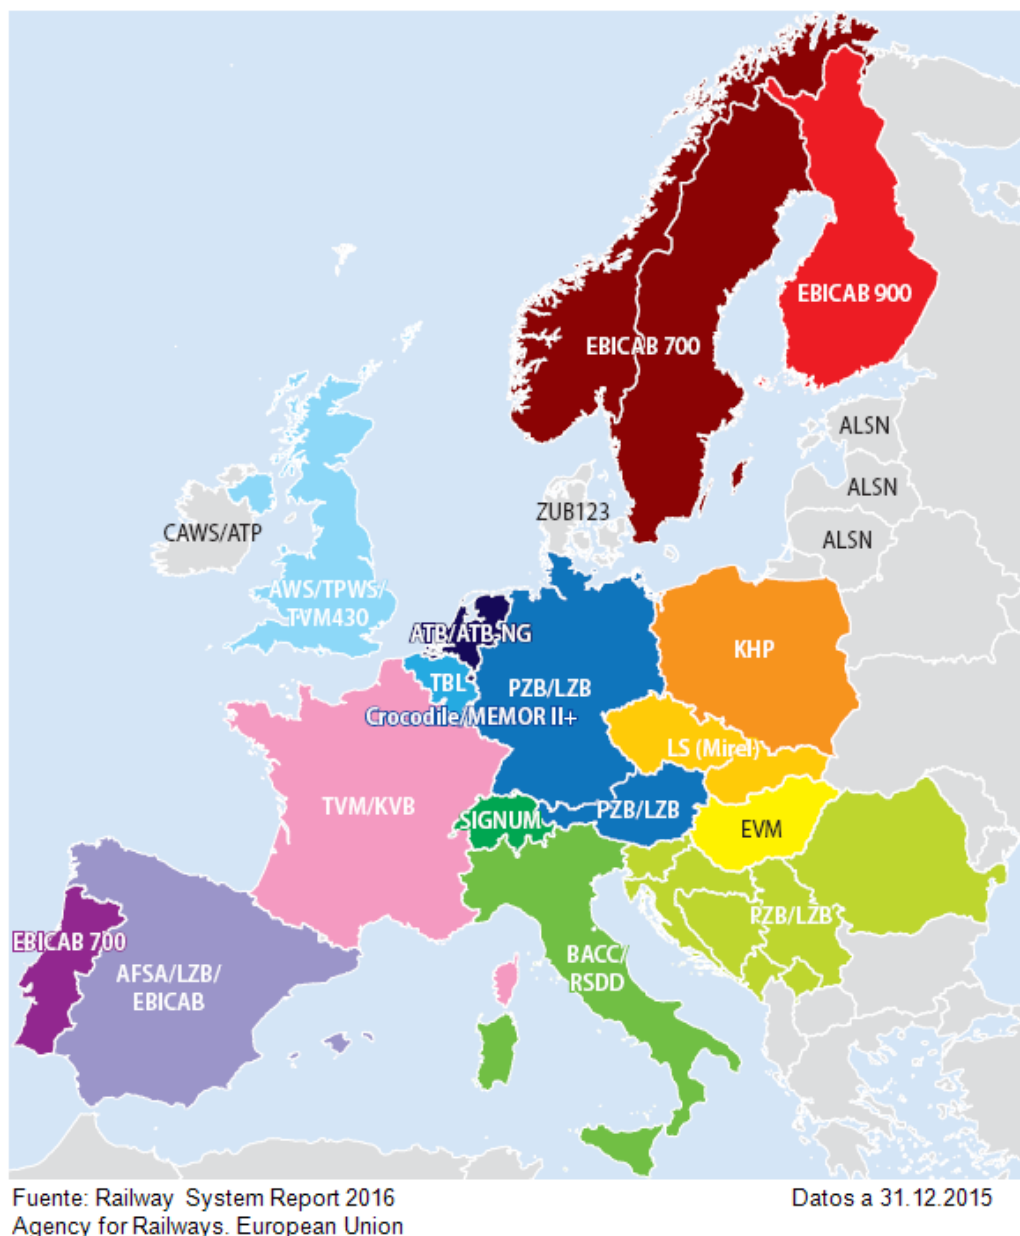 EBICAB 900
EBICAB 700
ALSN
ALSN
ZUB123
CAWS/ATP
ALSN
AWS/TPWS/
TVM430
ATB/ATB-NG
KHP
TBL
PZB/LZB
Crocodile/MEMOR II+
LS (Mirel)
TVM/KVB
PZB/LZB
SIGNUM
EVM
PZB/LZB
EBICAB 700
BACC/
RSDD
AFSA/LZB/
EBICAB
Fuente: Railway System Report 2016
Datos a 31.12.2015
Agency for Railways. European Union